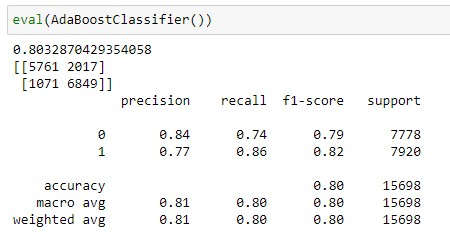 eval(AdaBoostClassifier())
0.8032870429354058
[[5761 2017]
[1071 6849]]
precision recall f1-score support
0 0.84 0.74 0.79 7778
1 0.77 0.86 0.82 7920
accuracy 0.80 15698
macro avg 0.81 0.80 0.80 15698
weighted avg 0.81 0.80 0.80 15698